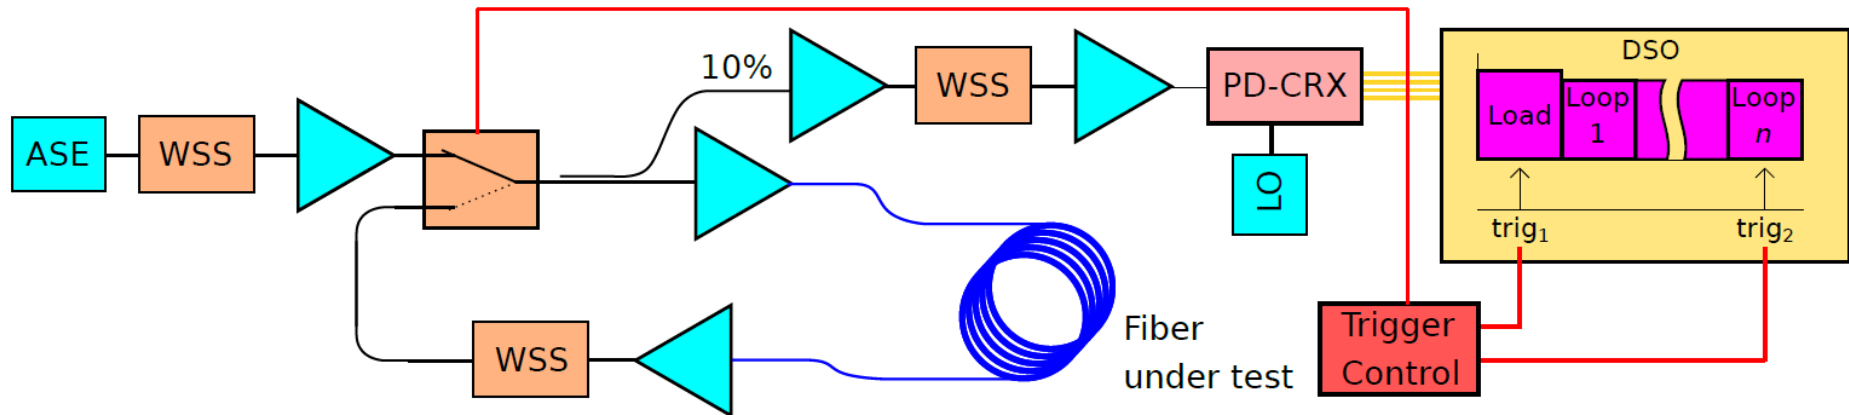 ASE
WSS
10%
WSS
PD-CRX
LO
DSO
Load
Loop
1
Loop
n
trig₁
trig₂
WSS
Fiber
under test
Trigger
Control